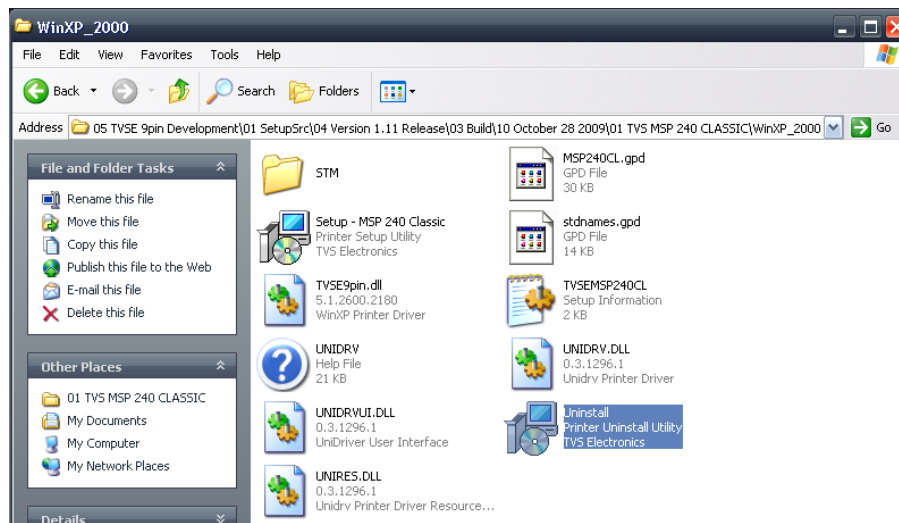 WinXP_2000
File Edit View Favorites Tools Help
Back Search Folders
Address 05 TVSE 9pin Development\01 SetupSrc\04 Version 1.11 Release\03 Build\10 October 28 2009\01 TVS MSP 240 CLASSIC\WinXP_2000 Go
File and Folder Tasks
Rename this file
Move this file
Copy this file
Publish this file to the Web
E-mail this file
Delete this file
Other Places
01 TVS MSP 240 CLASSIC
My Documents
My Computer
My Network Places
Details
STM
MSP240CL.gpd
GPD File
30 KB
Setup - MSP 240 Classic
Printer Setup Utility
TVS Electronics
stdnames.gpd
GPD File
14 KB
TVSE9pin.dll
5.1.2600.2180
WinXP Printer Driver
TVSEMSP240CL
Setup Information
2 KB
UNIDRV
Help File
21 KB
UNIDRV.DLL
0.3.1296.1
Unidrv Printer Driver
UNIDRVUI.DLL
0.3.1296.1
UniDriver User Interface
Uninstall
Printer Uninstall Utility
TVS Electronics
UNIRES.DLL
0.3.1296.1
Unidrv Printer Driver Resource...